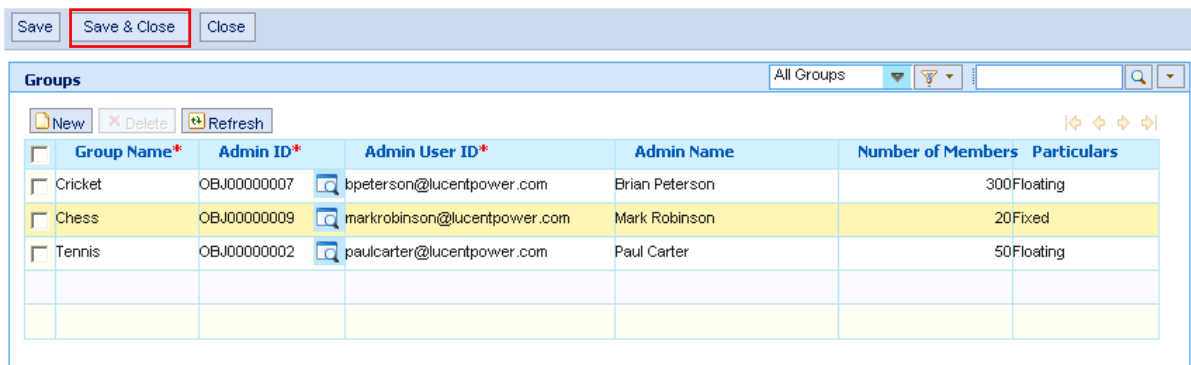 Save Save & Close Close
Groups All Groups
New Delete Refresh
Group Name* Admin ID* Admin User ID* Admin Name Number of Members Particulars
Cricket OBJ00000007 bpeterson@lucentpower.com Brian Peterson 300 Floating
Chess OBJ00000009 markrobinson@lucentpower.com Mark Robinson 20 Fixed
Tennis OBJ00000002 paulcarter@lucentpower.com Paul Carter 50 Floating